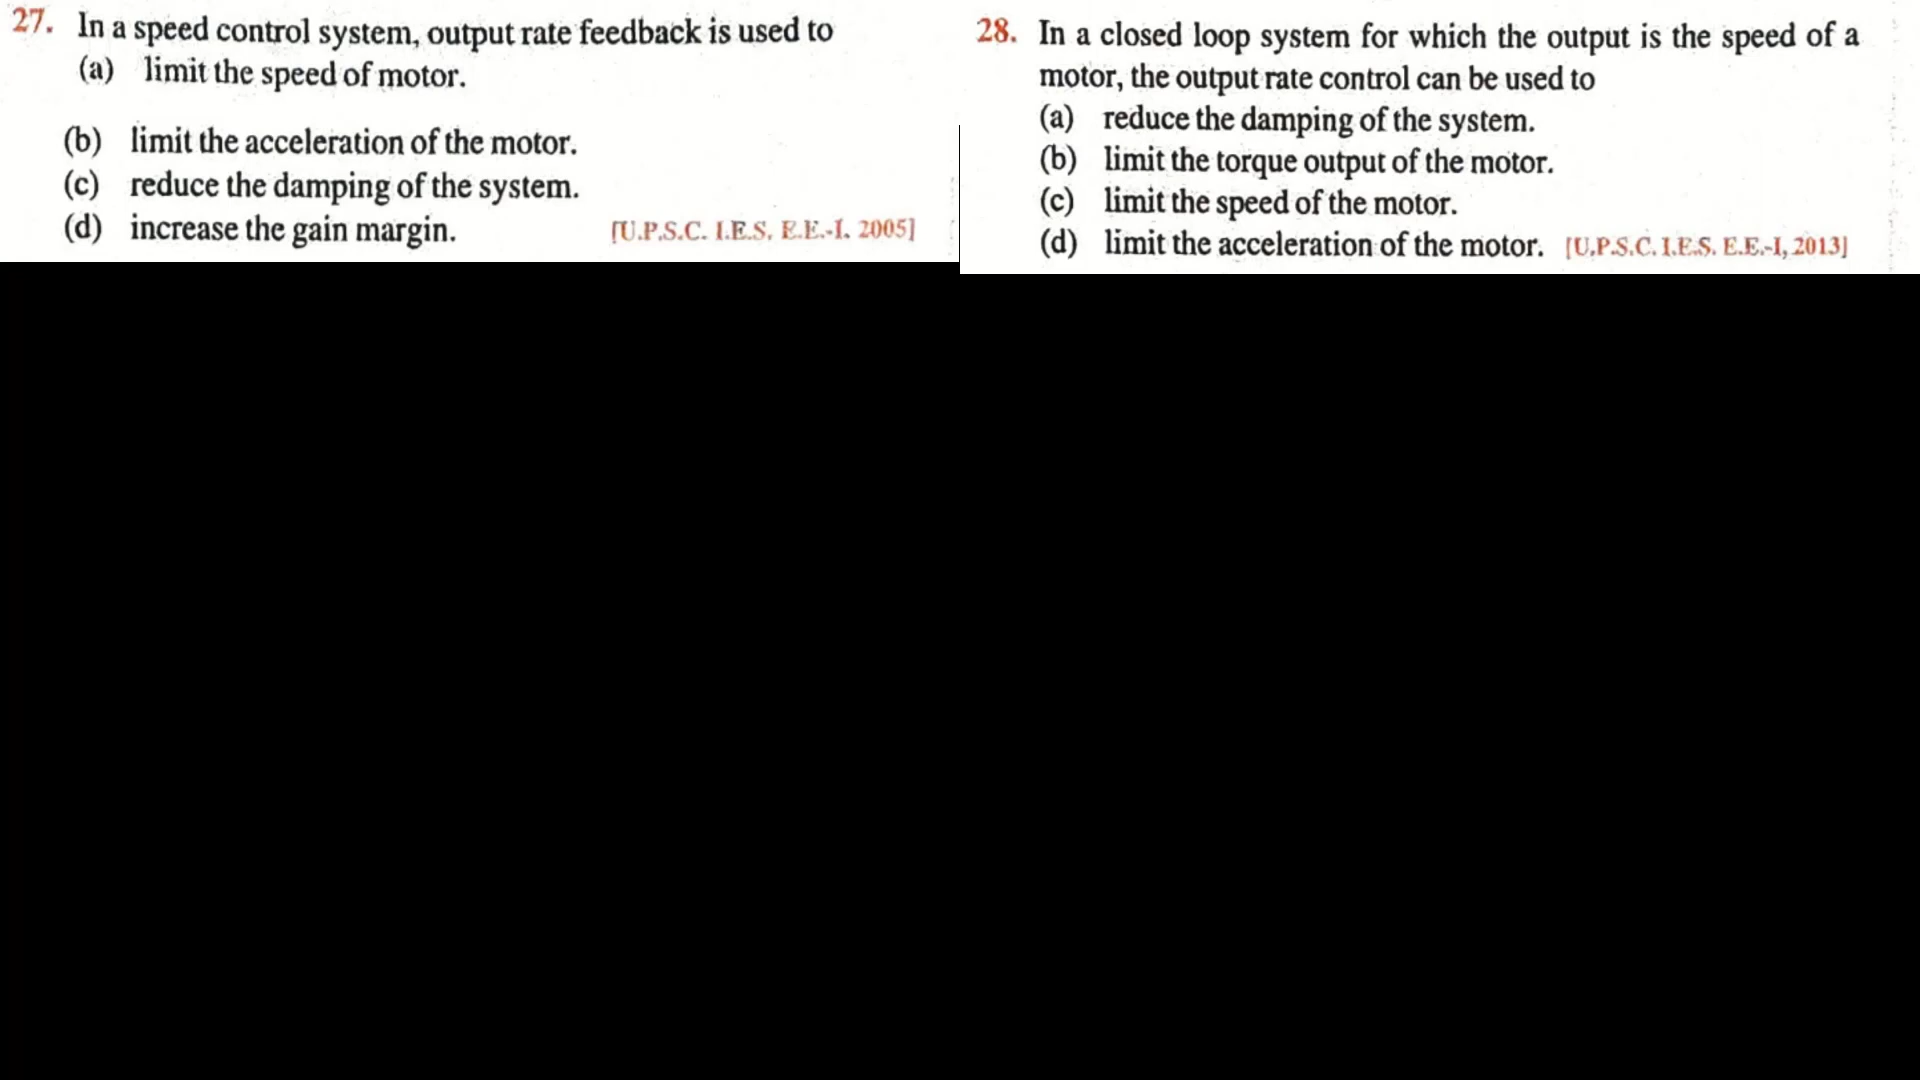 27. In a speed control system, output rate feedback is used to
(a) limit the speed of motor.
(b) limit the acceleration of the motor.
(c) reduce the damping of the system.
(d) increase the gain margin. [U.P.S.C. I.E.S. E.E.-I. 2005]
28. In a closed loop system for which the output is the speed of a
motor, the output rate control can be used to
(a) reduce the damping of the system.
(b) limit the torque output of the motor.
(c) limit the speed of the motor.
(d) limit the acceleration of the motor. [U.P.S.C. I.E.S. E.E.-I, 2013]